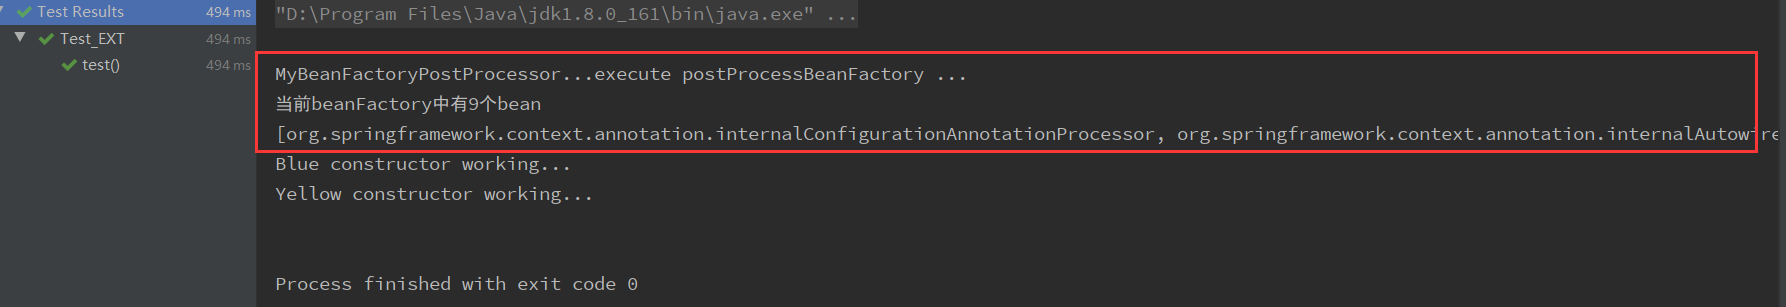 Test Results 494 ms
Test_EXT 494 ms
test() 494 ms
"D:\Program Files\Java\jdk1.8.0_161\bin\java.exe" ...
MyBeanFactoryPostProcessor...execute postProcessBeanFactory ...
当前beanFactory中有9个bean
[org.springframework.context.annotation.internalConfigurationAnnotationProcessor, org.springframework.context.annotation.internalAutowire
Blue constructor working...
Yellow constructor working...
Process finished with exit code 0